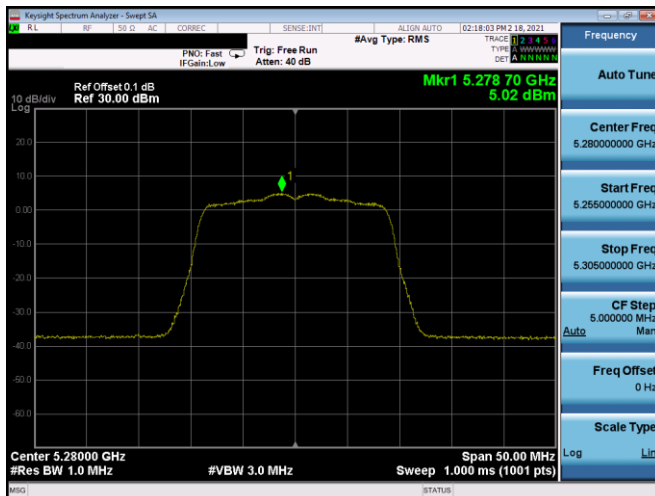 Keysight Spectrum Analyzer - Swept SA
RL RF 50 Ω AC CORREC SENSE:INT ALIGN AUTO 02:18:03 PM 2 18, 2021
#Avg Type: RMS
TRACE 1 2 3 4 5 6
PNO: Fast Trig: Free Run
TYPE A WWWWW
IFGain:Low Atten: 40 dB
DET A N N N N N
Mkr1 5.278 70 GHz
5.02 dBm
Ref Offset 0.1 dB
10 dB/div Ref 30.00 dBm
Log
20.0
10.0
1
0.00
-10.0
-20.0
-30.0
-40.0
-50.0
-60.0
Center 5.28000 GHz Span 50.00 MHz
#Res BW 1.0 MHz #VBW 3.0 MHz Sweep 1.000 ms (1001 pts)
MSG STATUS
Frequency
Auto Tune
Center Freq
5.280000000 GHz
Start Freq
5.255000000 GHz
Stop Freq
5.305000000 GHz
CF Step
5.000000 MHz
Auto Man
Freq Offset
0 Hz
Scale Type
Log Lin